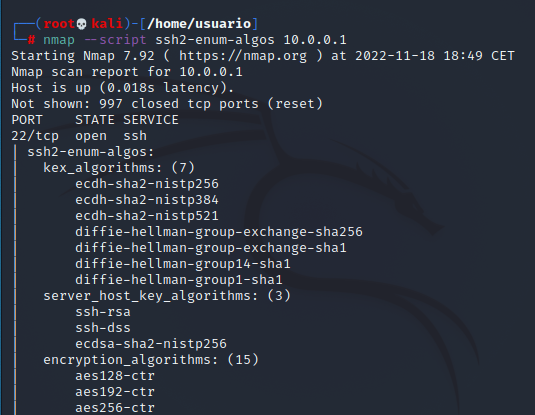 ┌──(root💀kali)-[/home/usuario]
└─# nmap --script ssh2-enum-algos 10.0.0.1
Starting Nmap 7.92 ( https://nmap.org ) at 2022-11-18 18:49 CET
Nmap scan report for 10.0.0.1
Host is up (0.018s latency).
Not shown: 997 closed tcp ports (reset)
PORT   STATE SERVICE
22/tcp open  ssh
| ssh2-enum-algos:
|   kex_algorithms: (7)
|       ecdh-sha2-nistp256
|       ecdh-sha2-nistp384
|       ecdh-sha2-nistp521
|       diffie-hellman-group-exchange-sha256
|       diffie-hellman-group-exchange-sha1
|       diffie-hellman-group14-sha1
|       diffie-hellman-group1-sha1
|   server_host_key_algorithms: (3)
|       ssh-rsa
|       ssh-dss
|       ecdsa-sha2-nistp256
|   encryption_algorithms: (15)
|       aes128-ctr
|       aes192-ctr
|       aes256-ctr